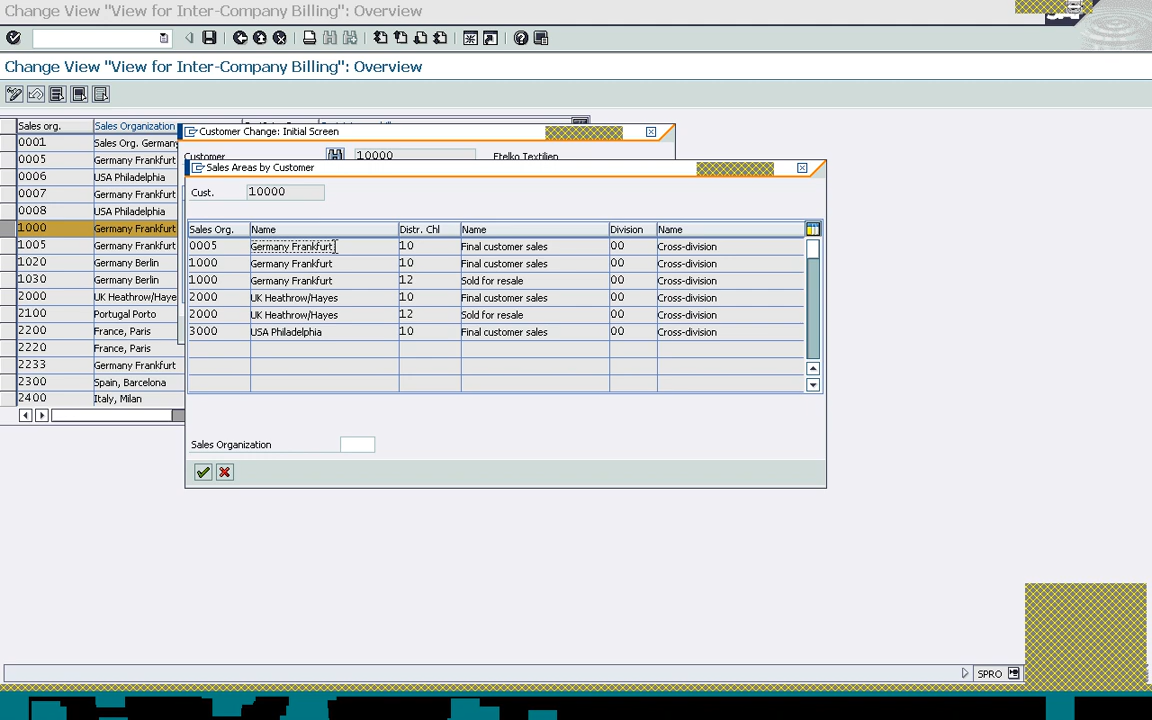 Change View "View for Inter-Company Billing": Overview
Change View "View for Inter-Company Billing": Overview
Sales org. Sales Organization
0001 Sales Org. Germany
0005 Germany Frankfurt
0006 USA Philadelphia
0007 Germany Frankfurt
0008 USA Philadelphia
1000 Germany Frankfurt
1005 Germany Frankfurt
1020 Germany Berlin
1030 Germany Berlin
2000 UK Heathrow/Haye
2100 Portugal Porto
2200 France, Paris
2220 France, Paris
2233 Germany Frankfurt
2300 Spain, Barcelona
2400 Italy, Milan
Customer Change: Initial Screen
Customer 10000 Etelko Textilien
Sales Areas by Customer
Cust. 10000
Sales Org. Name Distr. Chl Name Division Name
0005 Germany Frankfurt 10 Final customer sales 00 Cross-division
1000 Germany Frankfurt 10 Final customer sales 00 Cross-division
1000 Germany Frankfurt 12 Sold for resale 00 Cross-division
2000 UK Heathrow/Hayes 10 Final customer sales 00 Cross-division
2000 UK Heathrow/Hayes 12 Sold for resale 00 Cross-division
3000 USA Philadelphia 10 Final customer sales 00 Cross-division
Sales Organization
SPRO